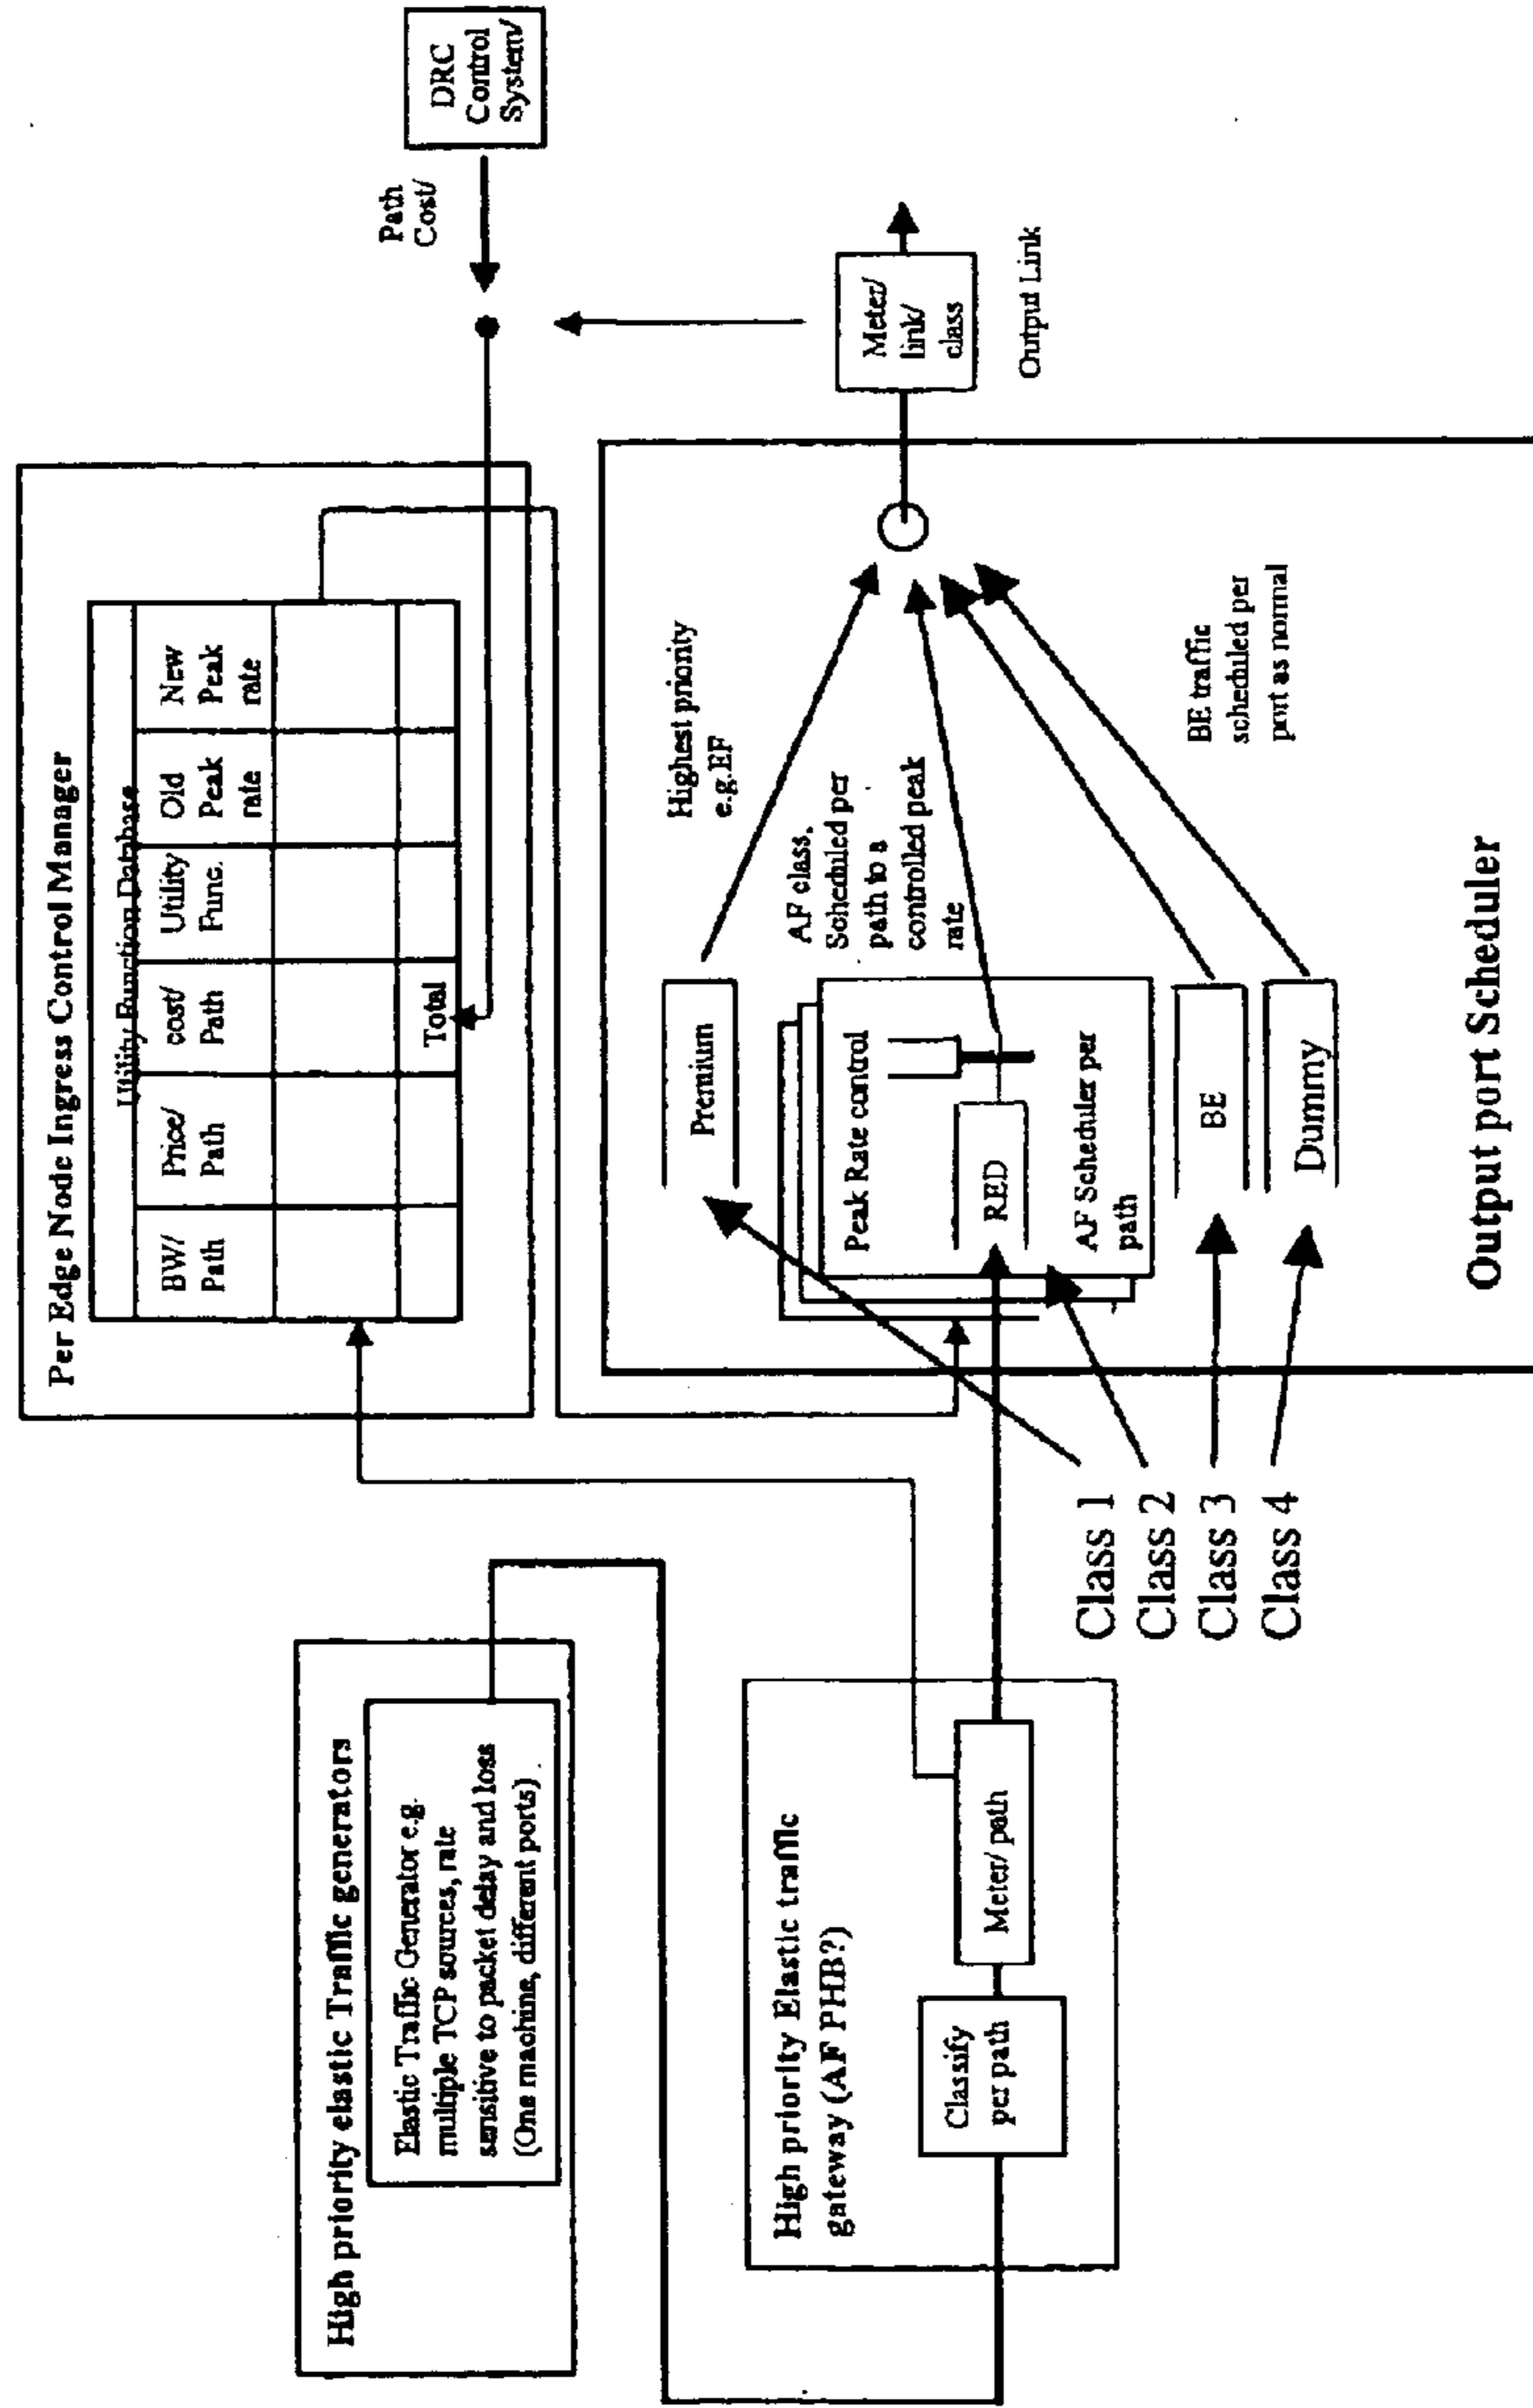 High priority elastic Traffic generators
Elastic Traffic Generator e.g.
multiple TCP sources, rate
sensitive to packet delay and loss
(One machine, different ports)
High priority Elastic traffic
gateway (AF PHB?)
Classify
per path
Meter/ path
Per Edge Node Ingress Control Manager
Utility Function Database
BW/
Path
Price/
Path
cost/
Path
Utility
Func.
Old
Peak
rate
New
Peak
rate
Total
Path
Cost/
DRC
Control
System/
Class 1
Class 2
Class 3
Class 4
Premium
Highest priority
e.g.EF
Peak Rate control
RED
AF Scheduler per
path
AF class.
Scheduled per
path to a
controlled peak
rate
BE
Dummy
BE traffic
scheduled per
port as normal
Meter/
link/
class
Output Link
Output port Scheduler